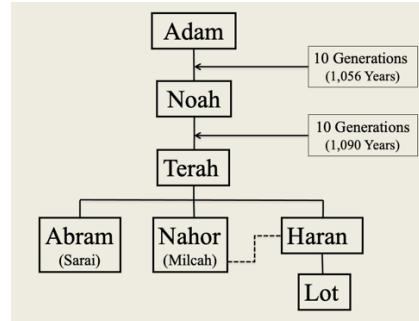 Adam
10 Generations
(1,056 Years)
Noah
10 Generations
(1,090 Years)
Terah
Abram
(Sarai)
Nahor
(Milcah)
Haran
Lot